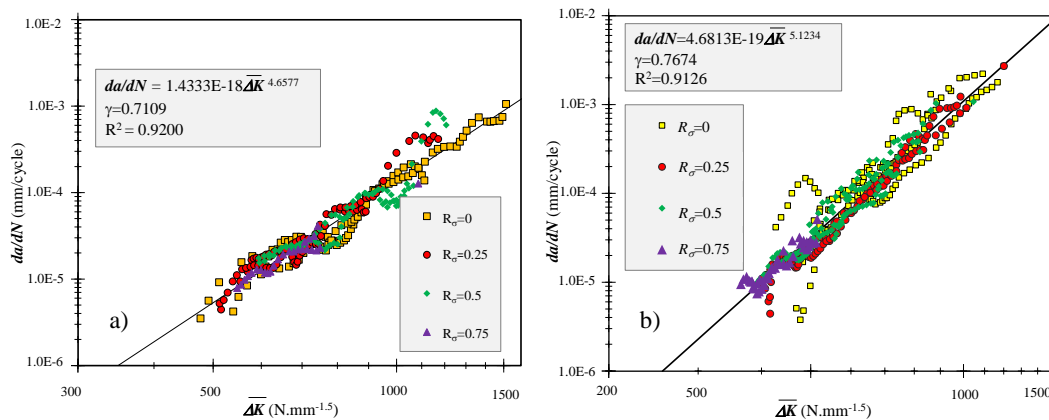 1.0E-2
1.0E-3
1.0E-4
1.0E-5
1.0E-6
da/dN (mm/cycle)
da/dN = 1.4333E-18ΔK̅ ⁴·⁶⁵⁷⁷
γ=0.7109
R² = 0.9200
a)
Rσ=0
Rσ=0.25
Rσ=0.5
Rσ=0.75
300
500
1000
1500
ΔK̅ (N.mm⁻¹·⁵)
1.0E-2
1.0E-3
1.0E-4
1.0E-5
1.0E-6
da/dN (mm/cycle)
da/dN=4.6813E-19ΔK̅ ⁵·¹²³⁴
γ=0.7674
R²=0.9126
Rσ=0
Rσ=0.25
Rσ=0.5
Rσ=0.75
b)
200
500
1000
1500
ΔK̅ (N.mm⁻¹·⁵)